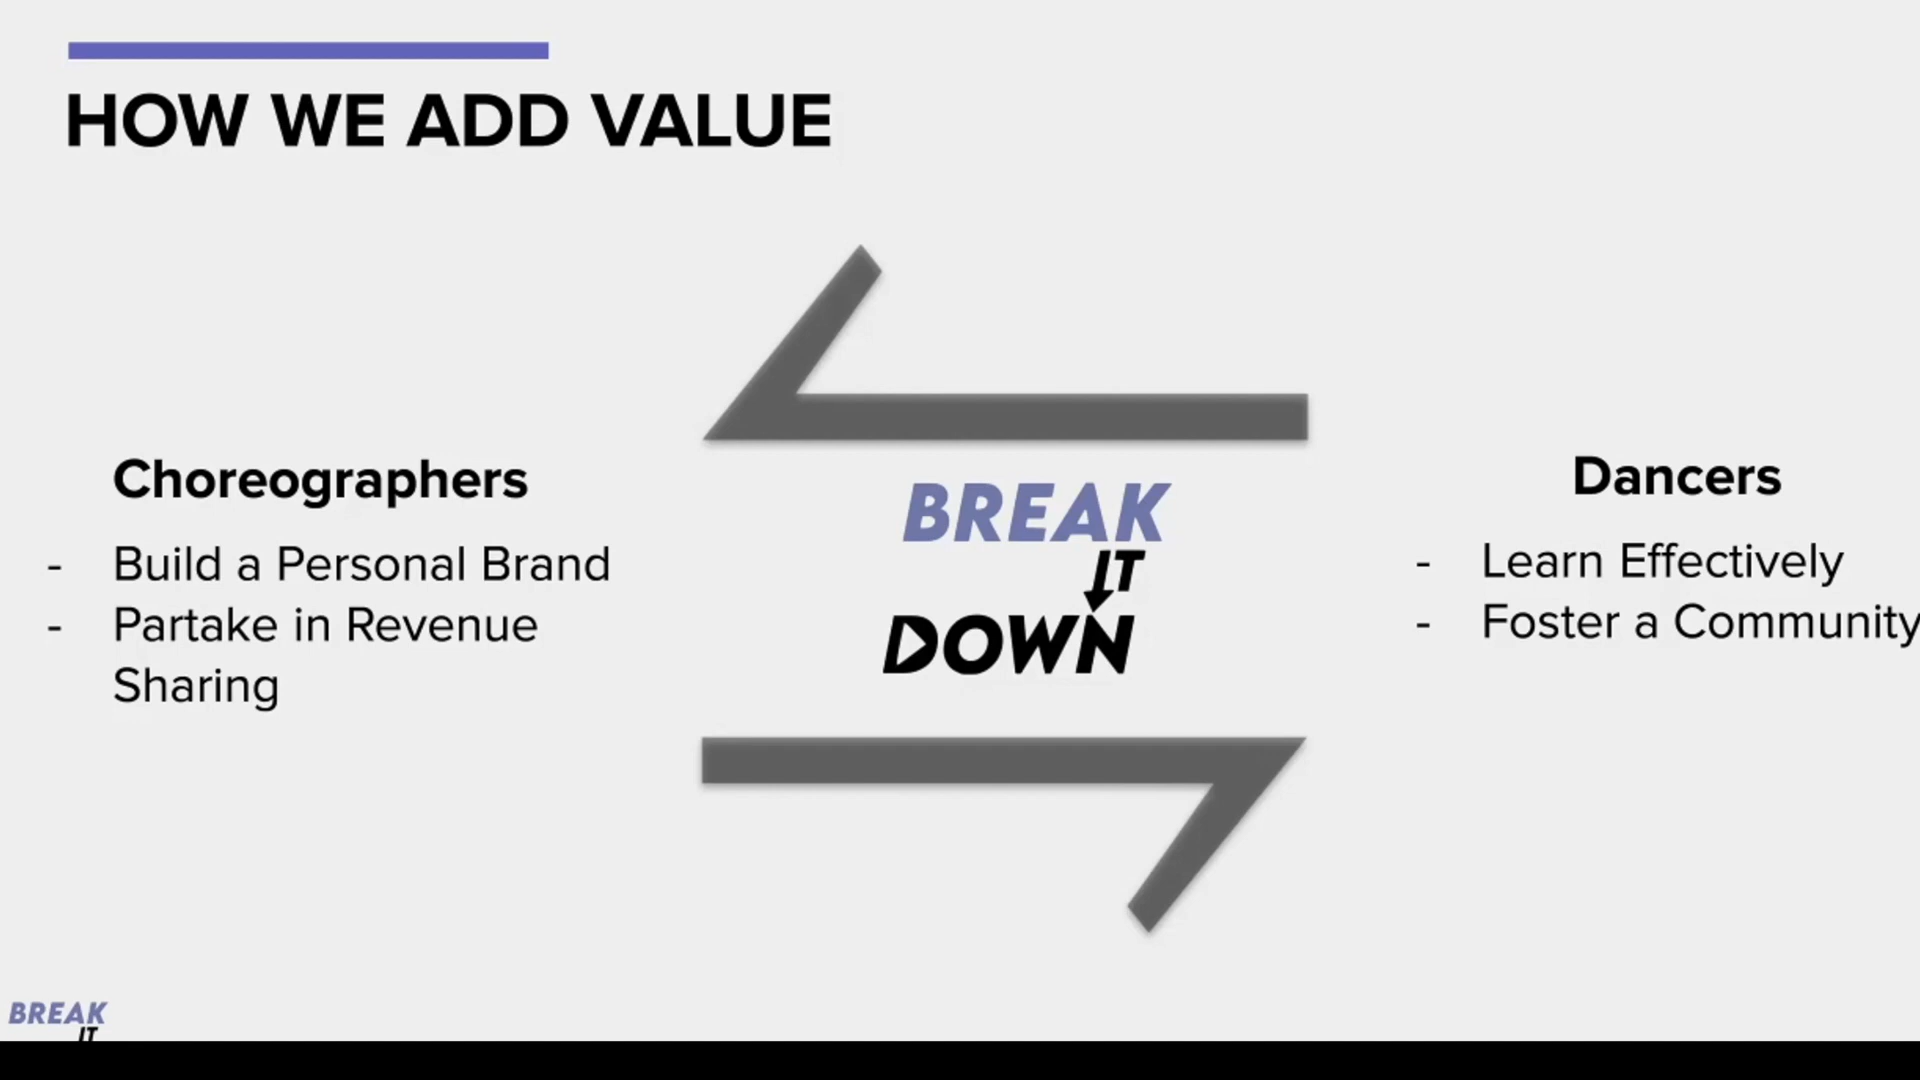 HOW WE ADD VALUE
Choreographers
- Build a Personal Brand
- Partake in Revenue
Sharing
BREAK
IT
DOWN
Dancers
- Learn Effectively
- Foster a Community
BREAK
IT